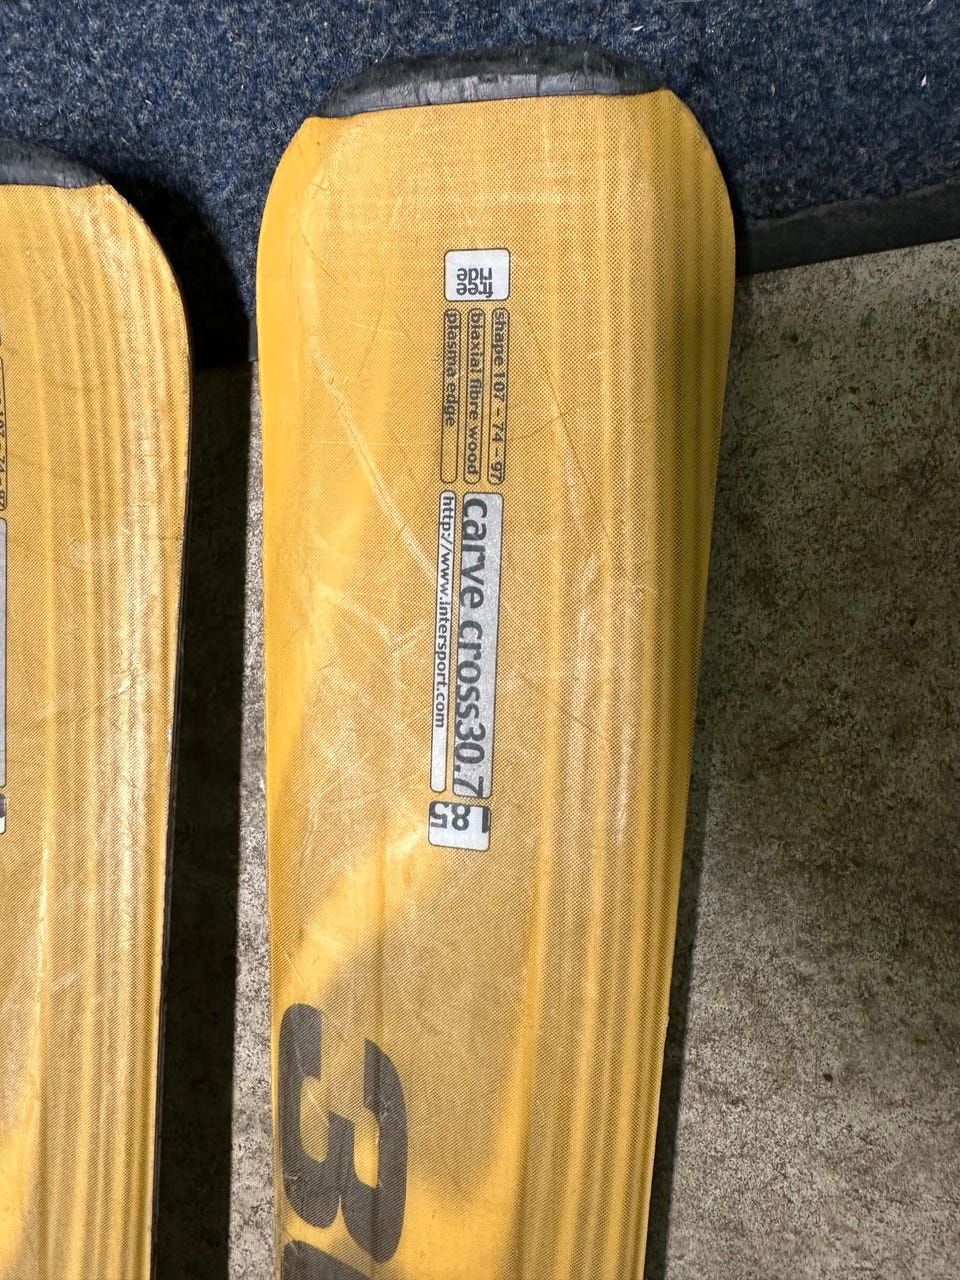 free
ride
shape 107 - 74 - 97
biaxial fibre wood
plasma edge
carve cross30.7
http://www.intersport.com
185
3